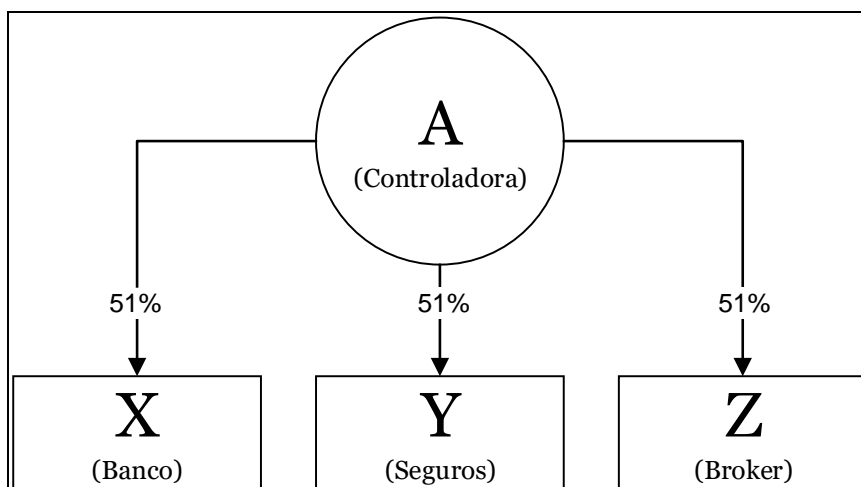 A
(Controladora)
51%
51%
51%
X
(Banco)
Y
(Seguros)
Z
(Broker)